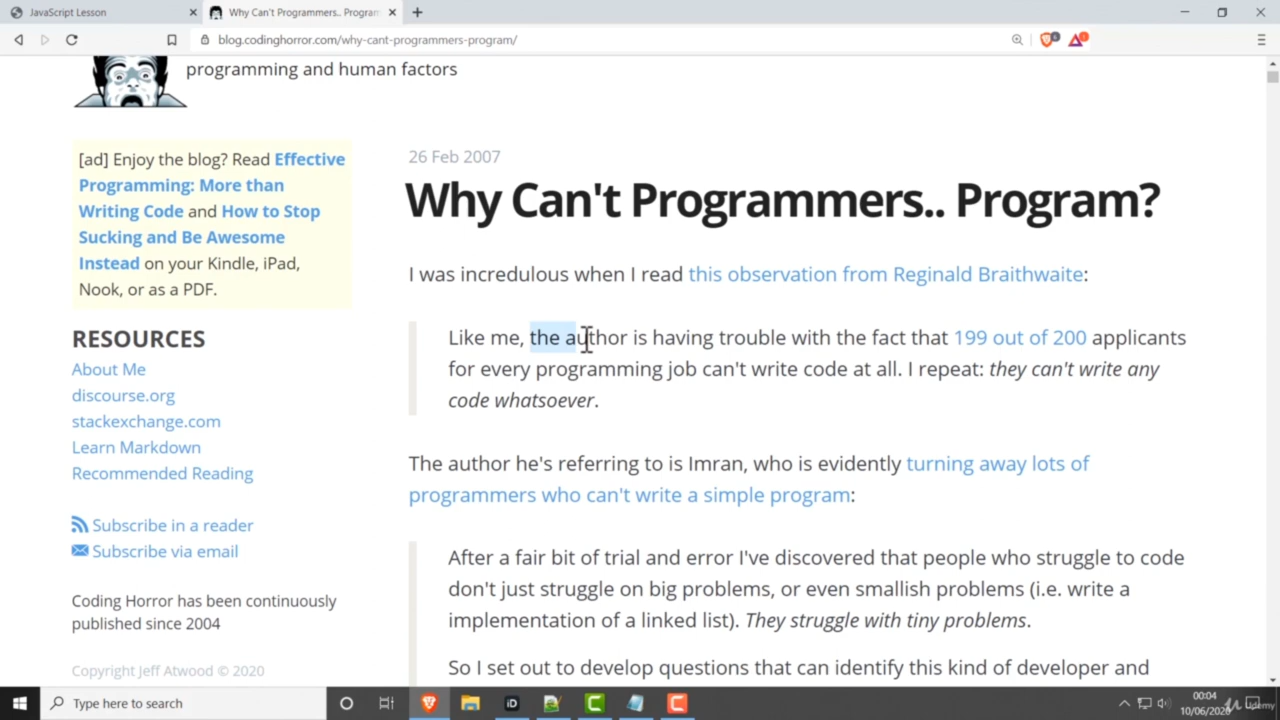 JavaScript Lesson
Why Can't Programmers.. Program
blog.codinghorror.com/why-cant-programmers-program/
programming and human factors
[ad] Enjoy the blog? Read Effective
Programming: More than
Writing Code and How to Stop
Sucking and Be Awesome
Instead on your Kindle, iPad,
Nook, or as a PDF.
RESOURCES
About Me
discourse.org
stackexchange.com
Learn Markdown
Recommended Reading
Subscribe in a reader
Subscribe via email
Coding Horror has been continuously
published since 2004
Copyright Jeff Atwood © 2020
26 Feb 2007
Why Can't Programmers.. Program?
I was incredulous when I read this observation from Reginald Braithwaite:
Like me, the author is having trouble with the fact that 199 out of 200 applicants
for every programming job can't write code at all. I repeat: they can't write any
code whatsoever.
The author he's referring to is Imran, who is evidently turning away lots of
programmers who can't write a simple program:
After a fair bit of trial and error I've discovered that people who struggle to code
don't just struggle on big problems, or even smallish problems (i.e. write a
implementation of a linked list). They struggle with tiny problems.
So I set out to develop questions that can identify this kind of developer and
Type here to search
iD
00:04
10/06/2020
Udemy